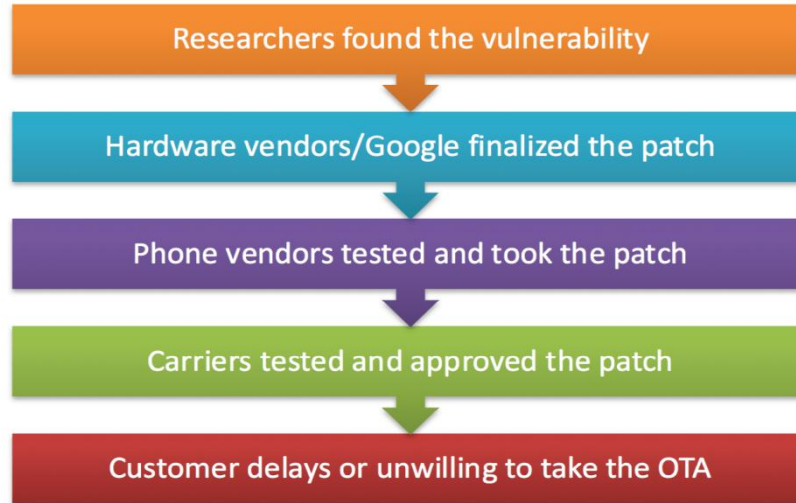 Researchers found the vulnerability
Hardware vendors/Google finalized the patch
Phone vendors tested and took the patch
Carriers tested and approved the patch
Customer delays or unwilling to take the OTA